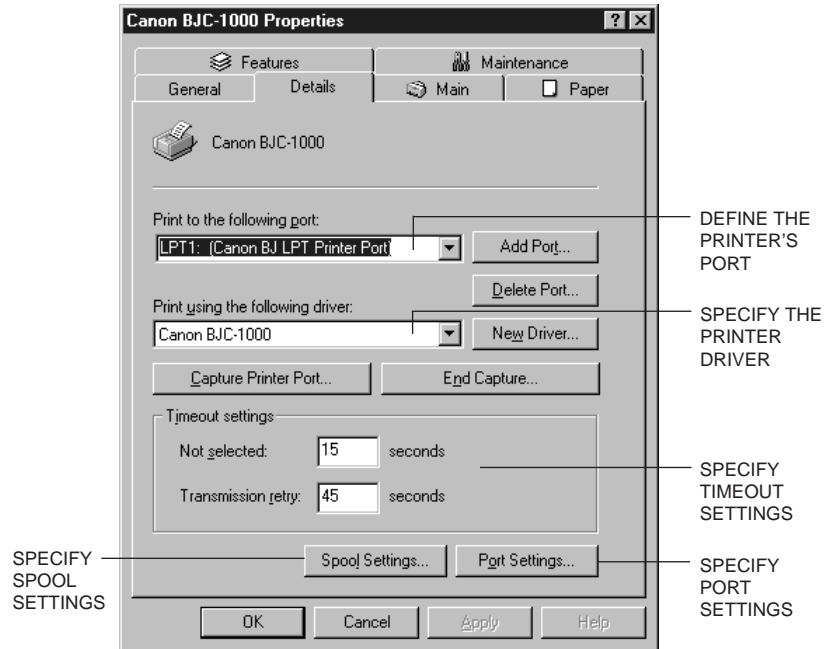 Canon BJC-1000 Properties
Features
Maintenance
General
Details
Main
Paper
Canon BJC-1000
Print to the following port:
LPT1: (Canon BJ LPT Printer Port)
Add Port...
DEFINE THE
PRINTER'S
PORT
Delete Port...
Print using the following driver:
Canon BJC-1000
New Driver...
SPECIFY THE
PRINTER
DRIVER
Capture Printer Port...
End Capture...
Timeout settings
Not selected:
15
seconds
Transmission retry:
45
seconds
SPECIFY
TIMEOUT
SETTINGS
SPECIFY
SPOOL
SETTINGS
Spool Settings...
Port Settings...
SPECIFY
PORT
SETTINGS
OK
Cancel
Apply
Help